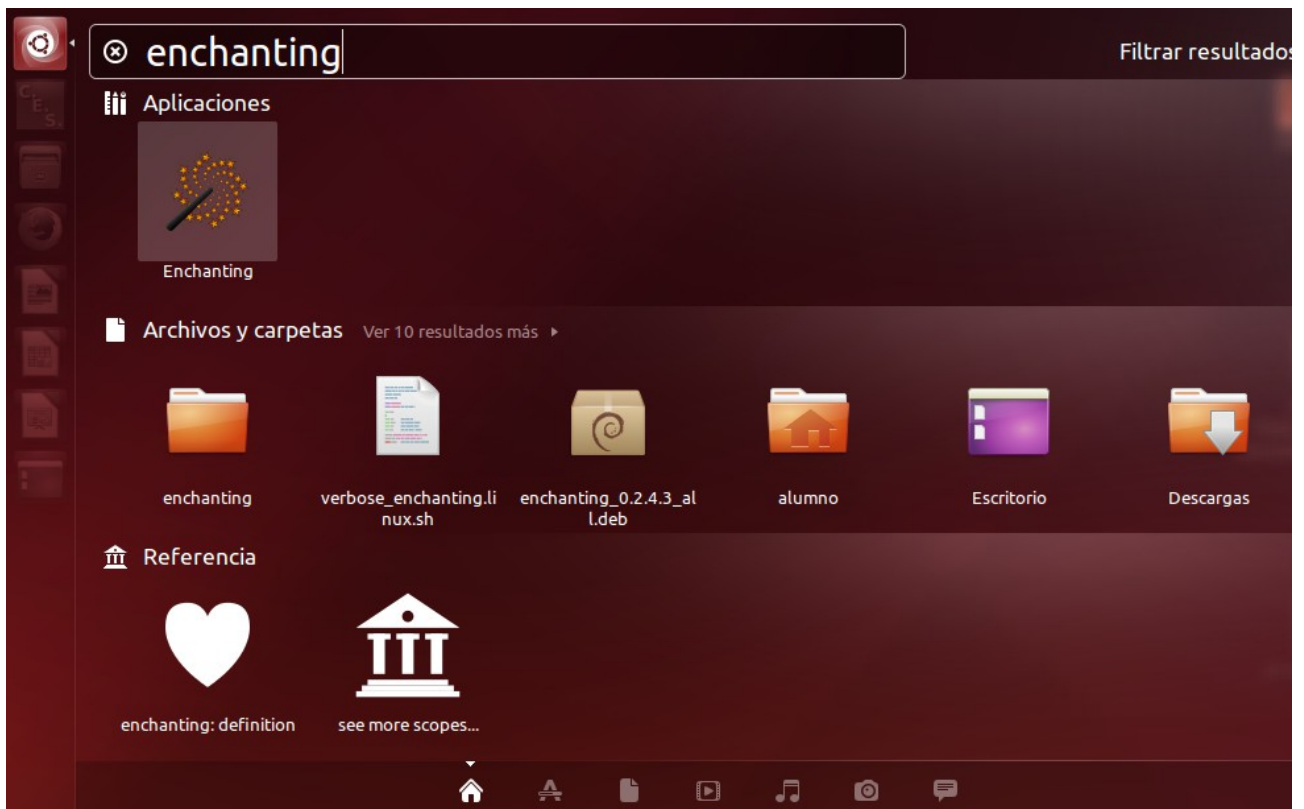 enchanting
Filtrar resultados
C.
E.
S.
Aplicaciones
Enchanting
Archivos y carpetas Ver 10 resultados más
enchanting
verbose_enchanting.li
nux.sh
enchanting_0.2.4.3_al
l.deb
alumno
Escritorio
Descargas
Referencia
enchanting: definition
see more scopes...